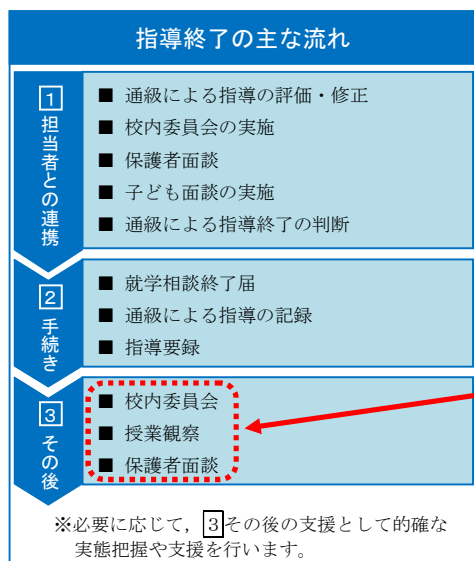 指導終了の主な流れ
1 担当者との連携
■ 通級による指導の評価・修正
■ 校内委員会の実施
■ 保護者面談
■ 子ども面談の実施
■ 通級による指導終了の判断
2 手続き
■ 就学相談終了届
■ 通級による指導の記録
■ 指導要録
3 その後
■ 校内委員会
■ 授業観察
■ 保護者面談
※必要に応じて，3その後の支援として的確な
実態把握や支援を行います。